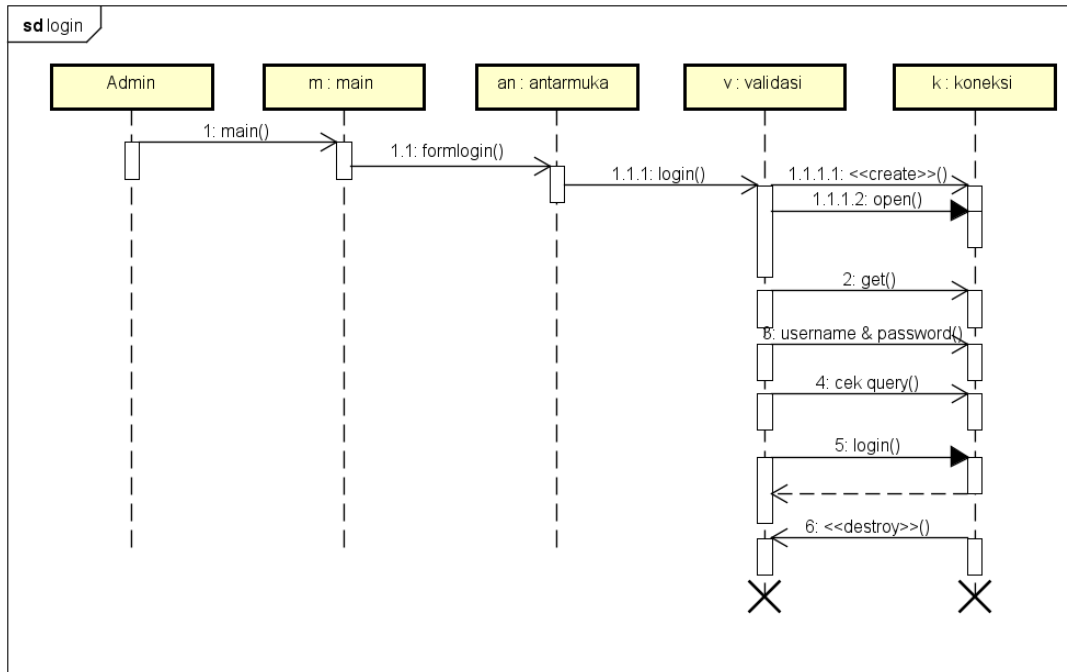 sd login
Admin
m : main
an : antarmuka
v : validasi
k : koneksi
1: main()
1.1: formlogin()
1.1.1: login()
1.1.1.1: <<create>>()
1.1.1.2: open()
2: get()
3: username & password()
4: cek query()
5: login()
6: <<destroy>>()